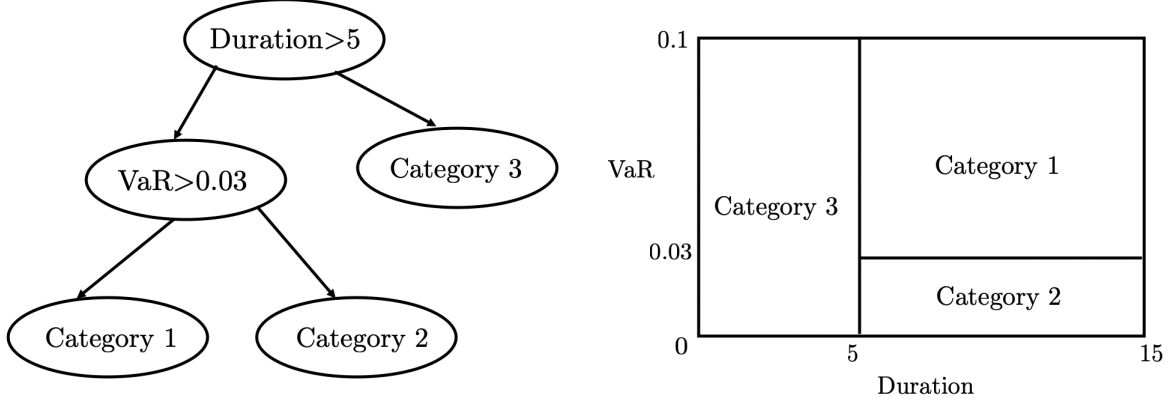 Duration>5
VaR>0.03
Category 3
Category 1
Category 2
0.1
VaR
Category 1
Category 3
0.03
Category 2
0
5
15
Duration